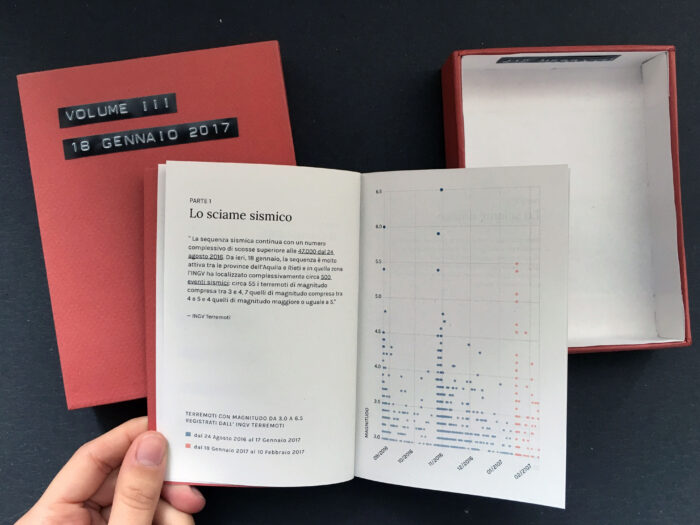 VOLUME III
18 GENNAIO 2017
PARTE 1
Lo sciame sismico
" La sequenza sismica continua con un numero
complessivo di scosse superiore alle 47.000 dal 24
agosto 2016. Da ieri, 18 gennaio, la sequenza è molto
attiva tra le province dell'Aquila e Rieti e in quella zona
l'INGV ha localizzato complessivamente circa 500
eventi sismici: circa 55 i terremoti di magnitudo
compresa tra 3 e 4, 7 quelli di magnitudo compresa tra
4 a 5 e 4 quelli di magnitudo maggiore o uguale a 5."
— INGV Terremoti
TERREMOTI CON MAGNITUDO DA 3.0 A 6.5
REGISTRATI DALL' INGV TERREMOTI
dal 24 Agosto 2016 al 17 Gennaio 2017
dal 18 Gennaio 2017 al 10 Febbraio 2017
6.5
6.0
5.5
5.0
4.5
4.0
3.5
3.0
MAGNITUDO
09/2016
10/2016
11/2016
12/2016
01/2017
02/2107